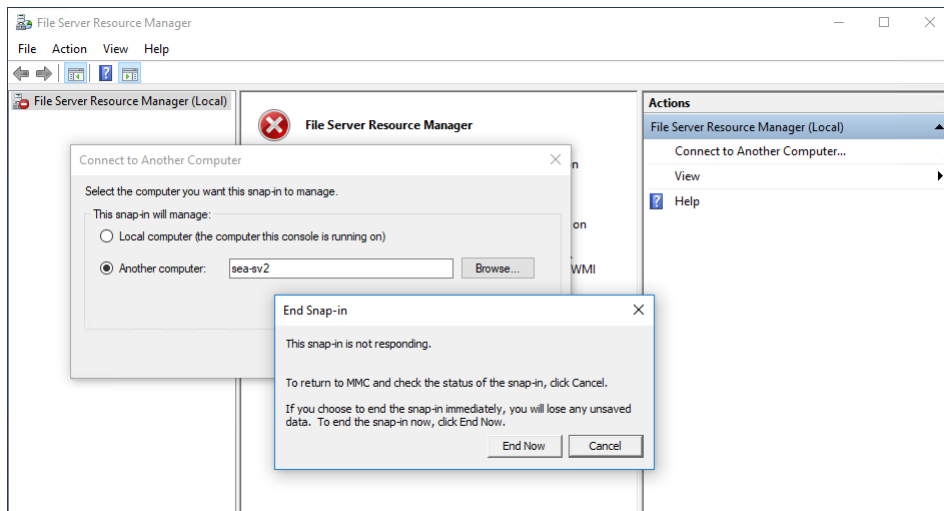 File Server Resource Manager
File Action View Help
File Server Resource Manager (Local)
File Server Resource Manager
n
on
WMI
Actions
File Server Resource Manager (Local)
Connect to Another Computer...
View
Help
Connect to Another Computer
Select the computer you want this snap-in to manage.
This snap-in will manage:
Local computer (the computer this console is running on)
Another computer: sea-sv2 Browse...
End Snap-in
This snap-in is not responding.
To return to MMC and check the status of the snap-in, click Cancel.
If you choose to end the snap-in immediately, you will lose any unsaved
data. To end the snap-in now, click End Now.
End Now Cancel